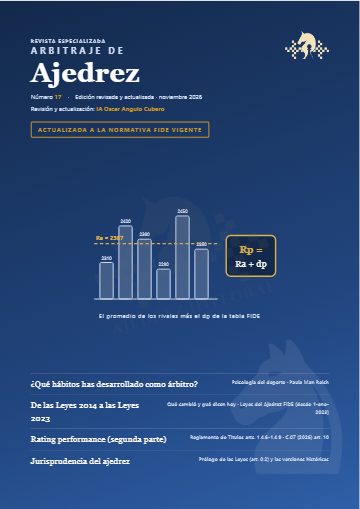 REVISTA ESPECIALIZADA
ARBITRAJE DE
Ajedrez
Número 17 · Edición revisada y actualizada · noviembre 2026
Revisión y actualización: IA Oscar Angulo Cubero
ACTUALIZADA A LA NORMATIVA FIDE VIGENTE
2450
2420
2380
2350
Ra = 2367
2310
2290
Rp =
Ra + dp
El promedio de los rivales más el dp de la tabla FIDE
¿Qué hábitos has desarrollado como árbitro? Psicología del deporte · Paula Irían Reich
De las Leyes 2014 a las Leyes 2023
Qué cambió y qué dicen hoy · Leyes del Ajedrez FIDE (desde 1-ene-2023)
Rating performance (segunda parte) Reglamento de Títulos arts. 1.4.6-1.4.9 · C.07 (2026) art. 10
Jurisprudencia del ajedrez Prólogo de las Leyes (art. 0.2) y las versiones históricas